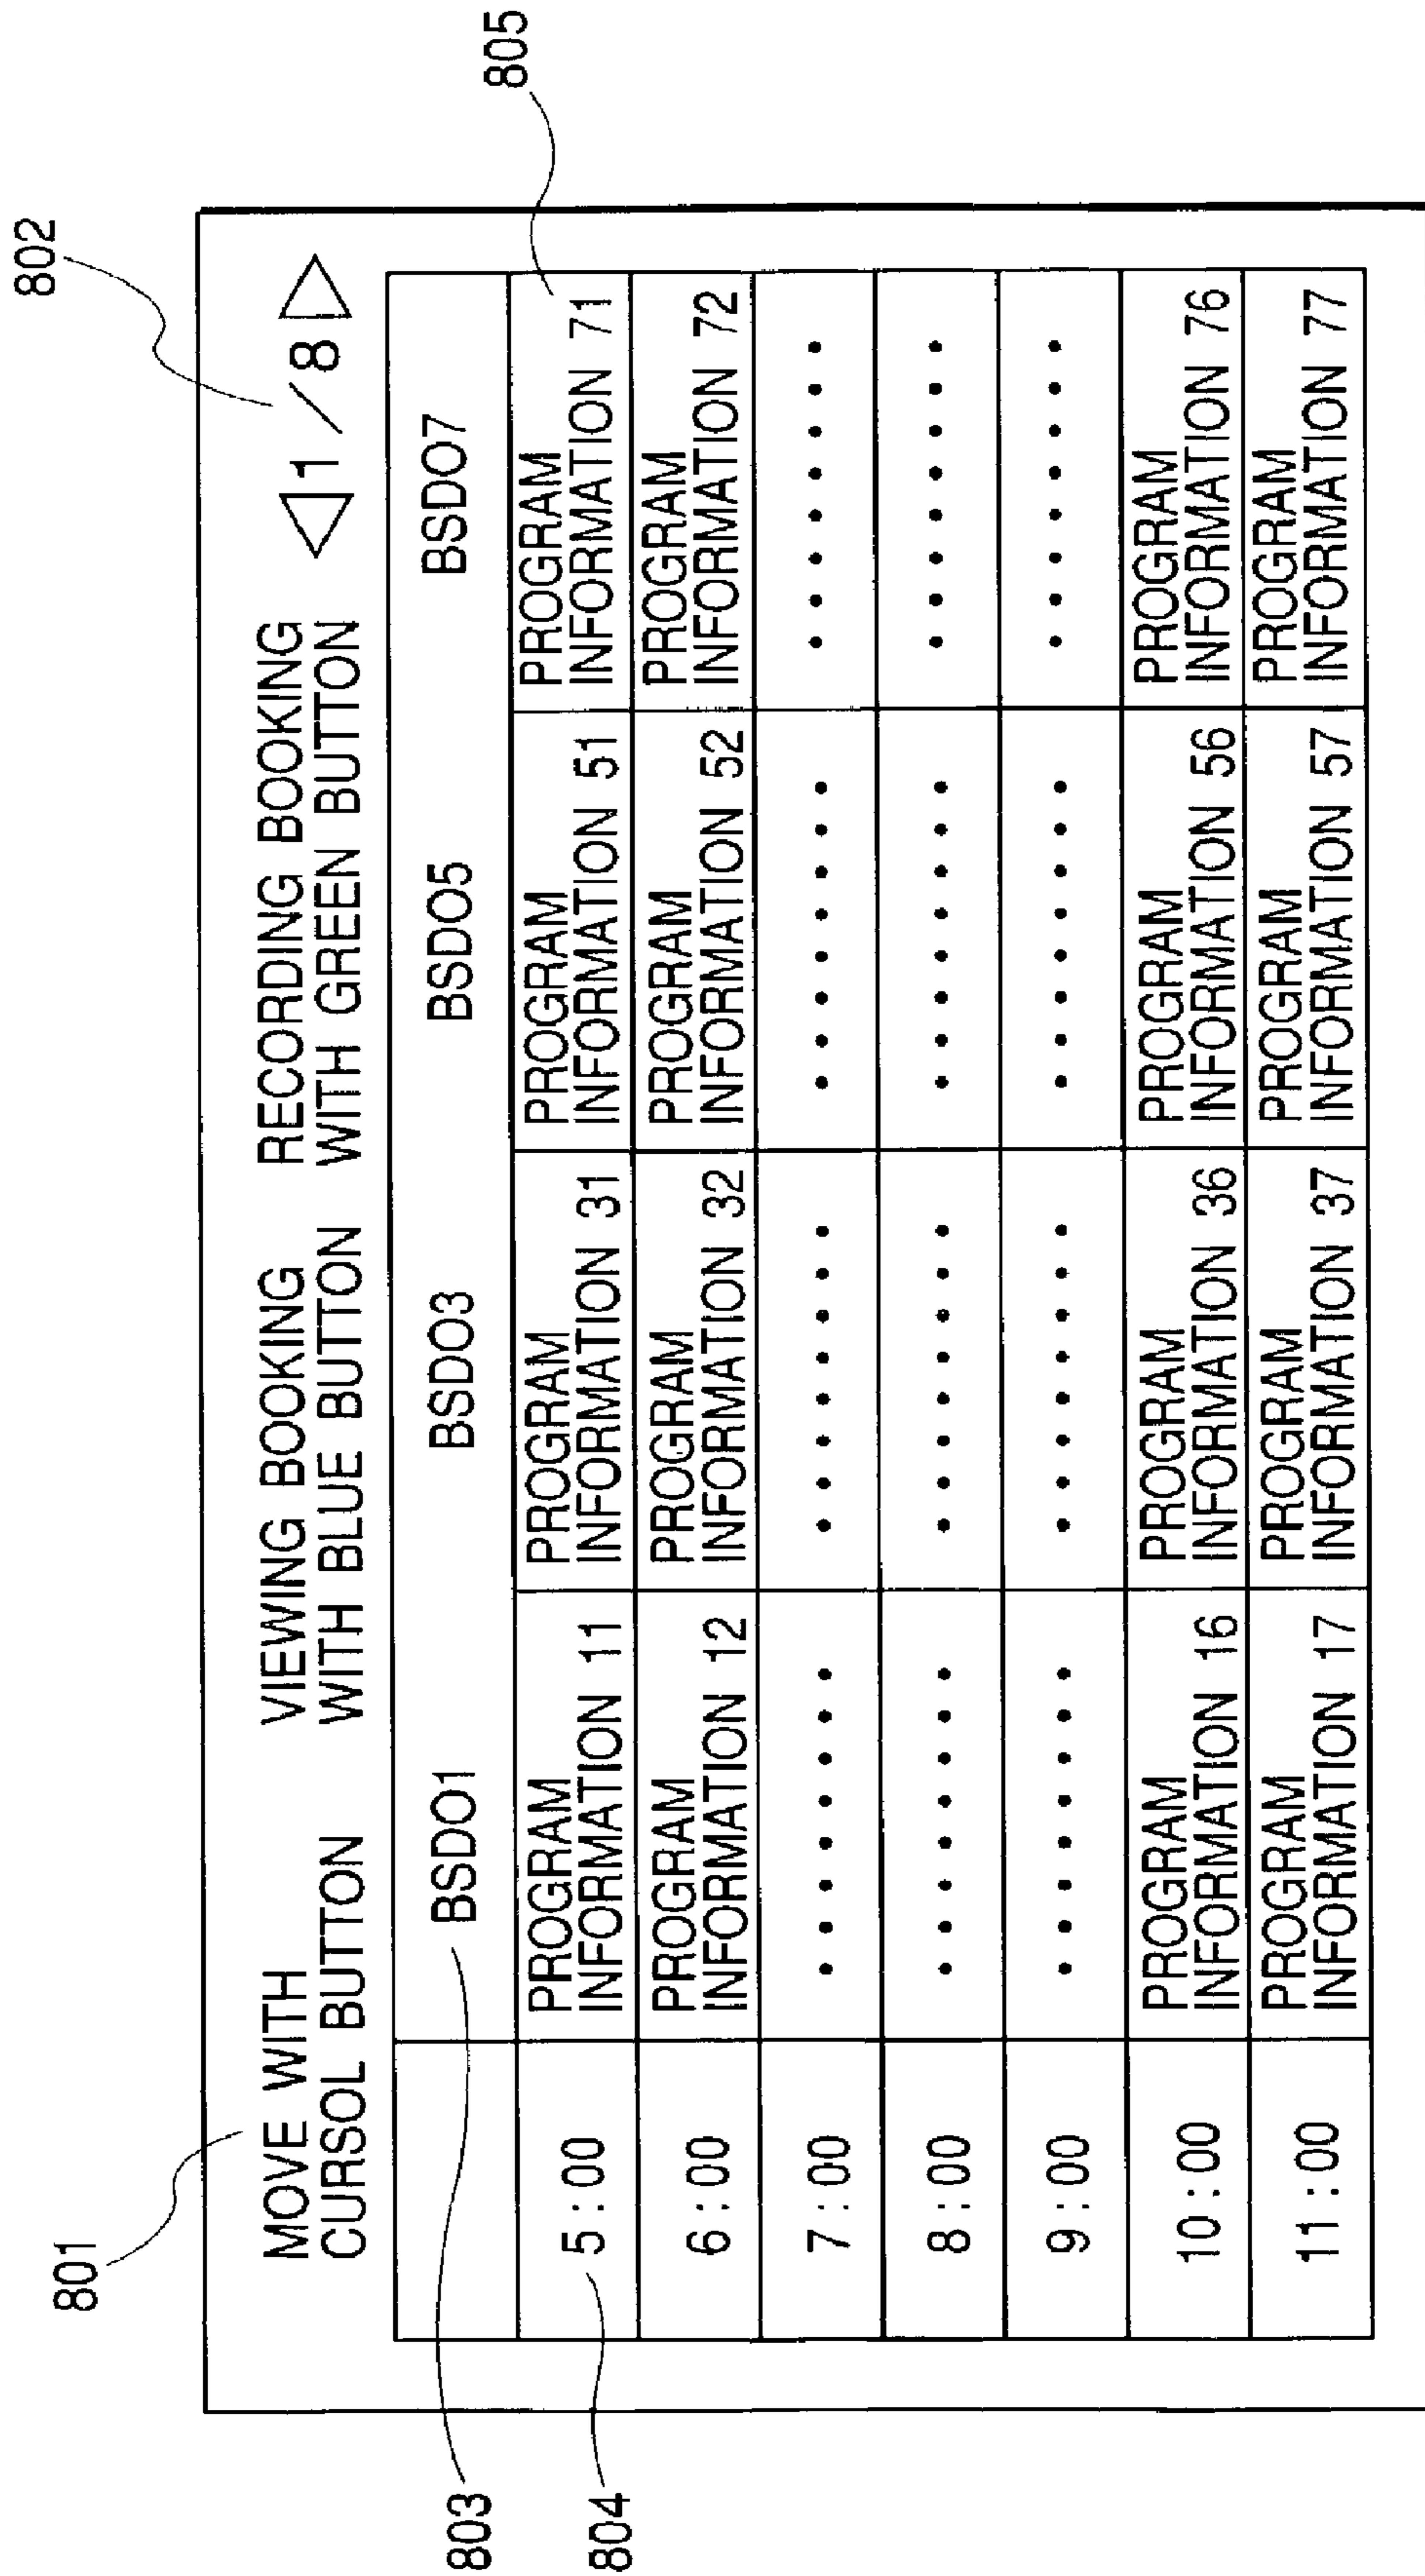 801
802
MOVE WITH
CURSOL BUTTON
VIEWING BOOKING
WITH BLUE BUTTON
RECORDING BOOKING
WITH GREEN BUTTON
1/8
803
BSDO1 BSDO3 BSDO5 BSDO7
804
805
5:00
PROGRAM
INFORMATION 11
PROGRAM
INFORMATION 31
PROGRAM
INFORMATION 51
PROGRAM
INFORMATION 71
6:00
PROGRAM
INFORMATION 12
PROGRAM
INFORMATION 32
PROGRAM
INFORMATION 52
PROGRAM
INFORMATION 72
7:00 ........ ........ ........ ........
8:00 ........ ........ ........ ........
9:00 ........ ........ ........ ........
10:00
PROGRAM
INFORMATION 16
PROGRAM
INFORMATION 36
PROGRAM
INFORMATION 56
PROGRAM
INFORMATION 76
11:00
PROGRAM
INFORMATION 17
PROGRAM
INFORMATION 37
PROGRAM
INFORMATION 57
PROGRAM
INFORMATION 77